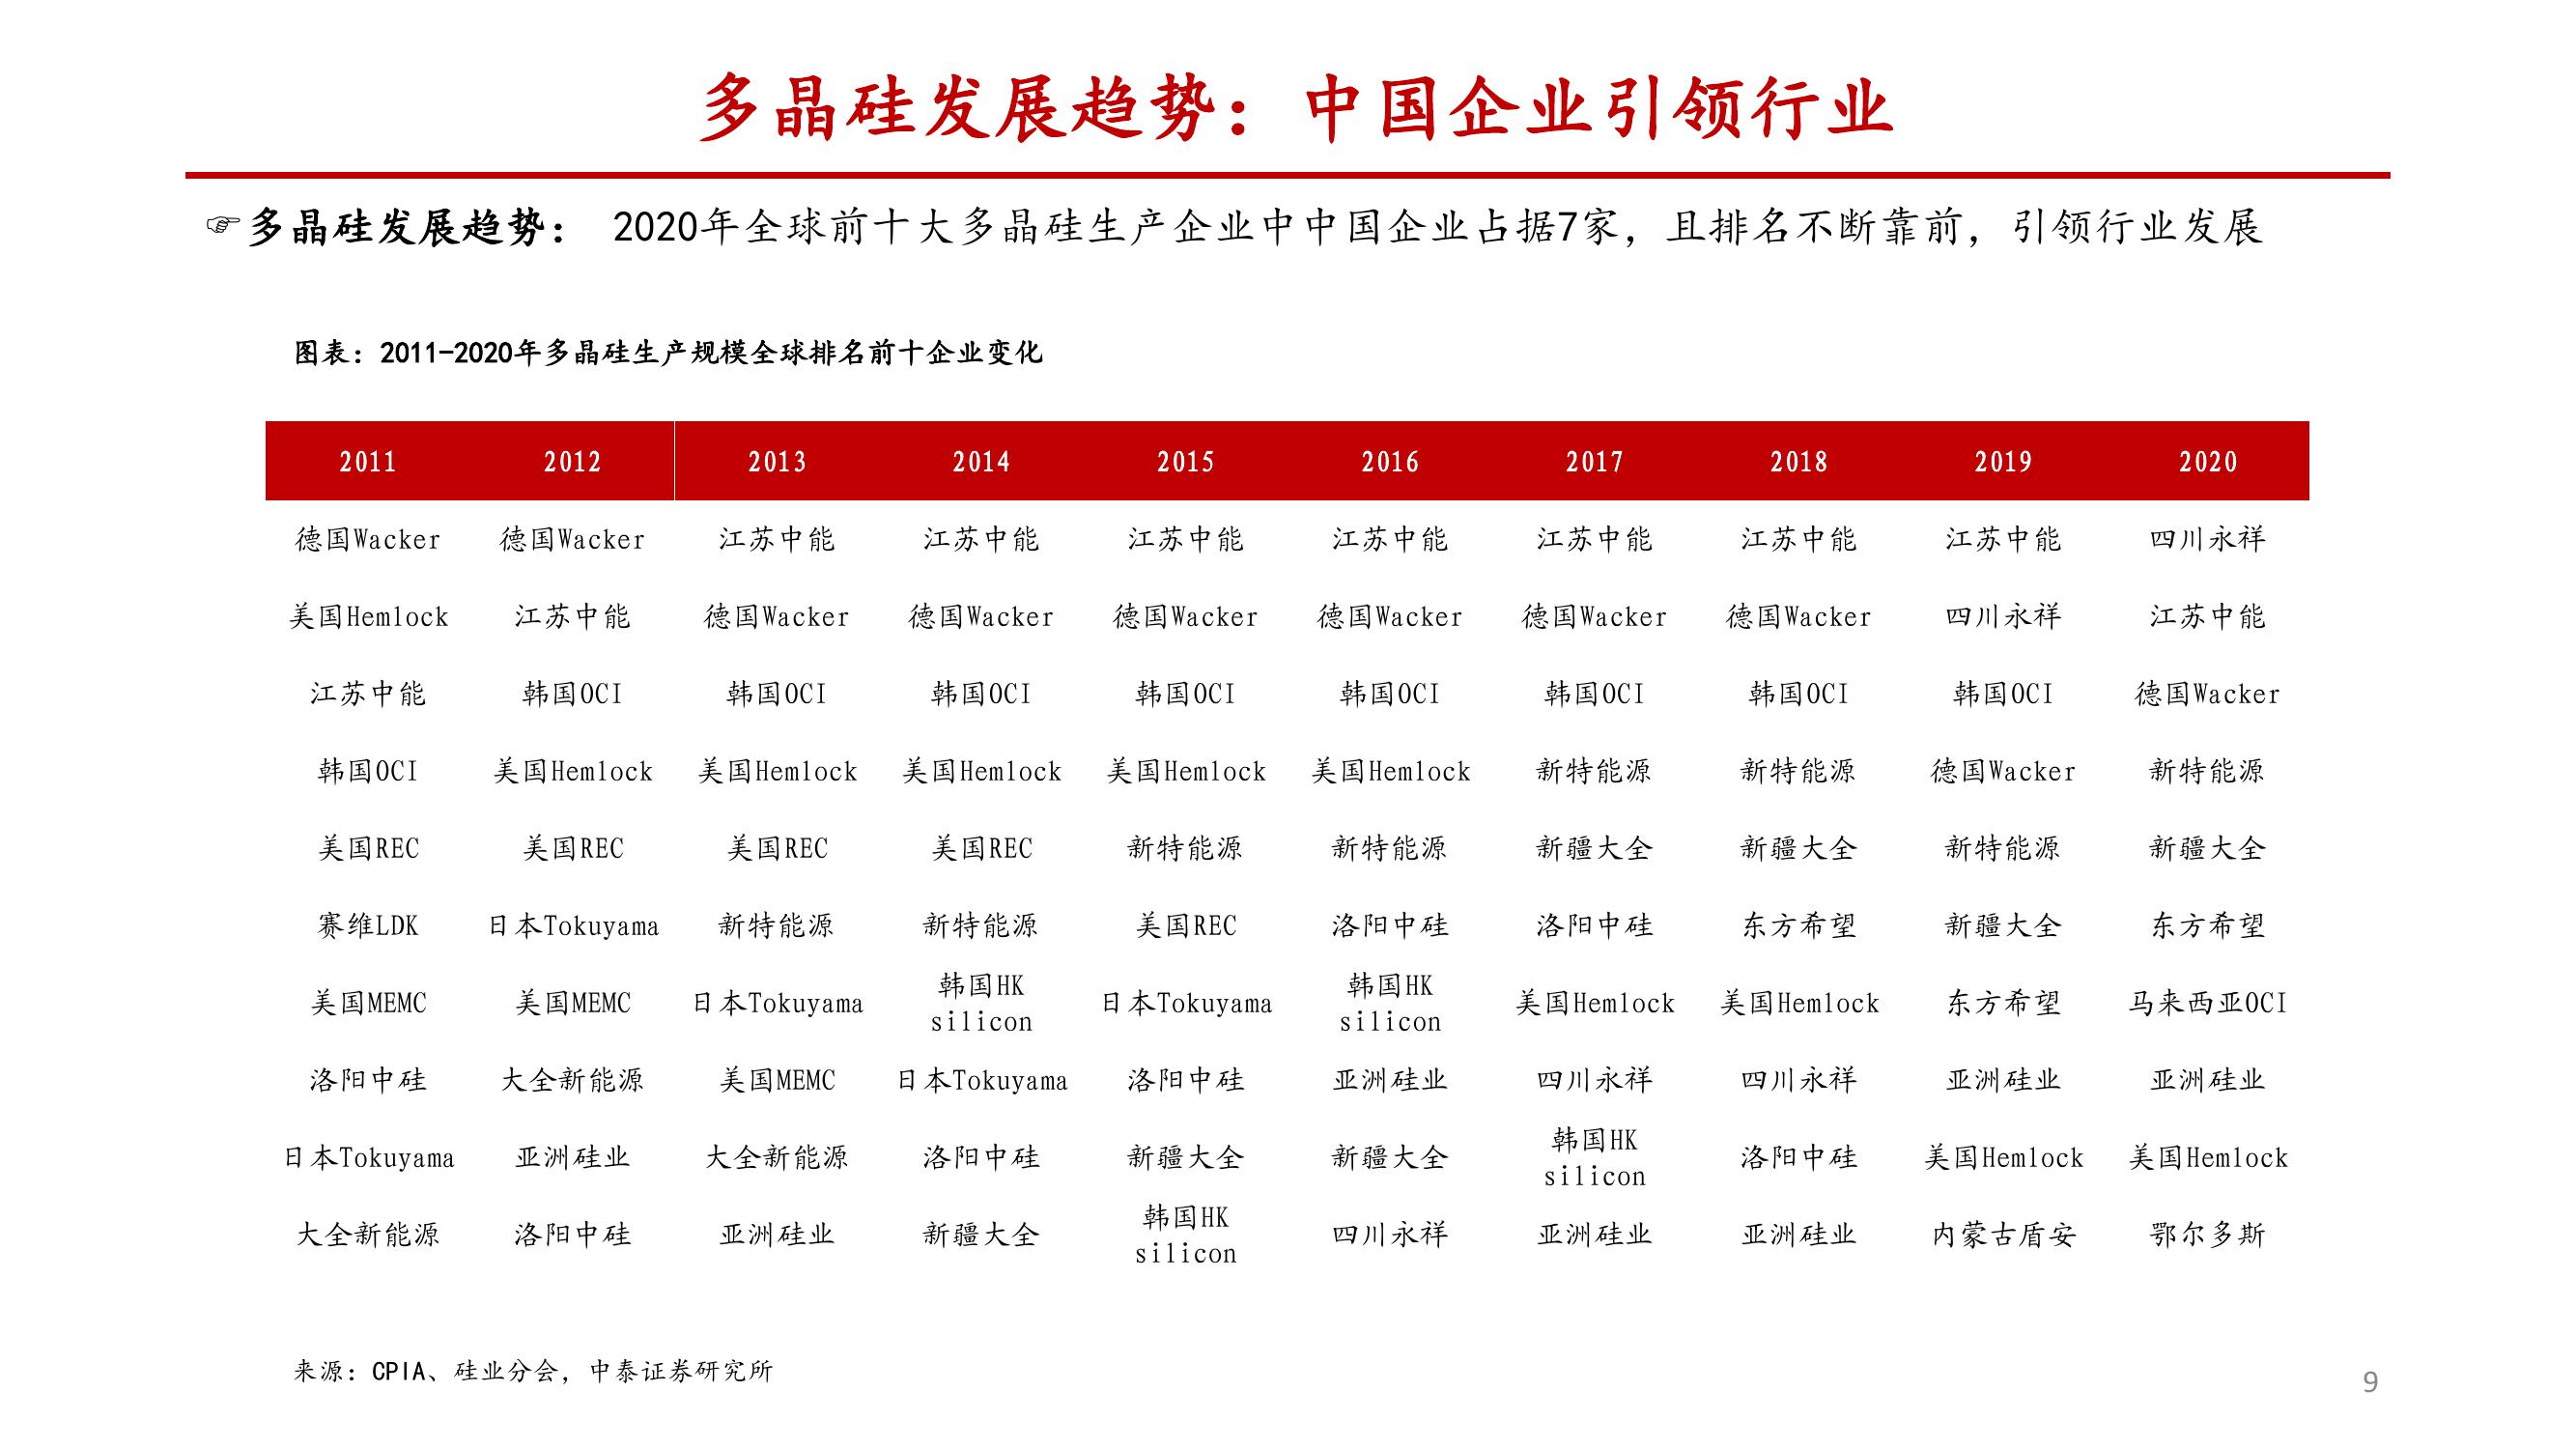 多晶硅发展趋势：中国企业引领行业
☞多晶硅发展趋势： 2020年全球前十大多晶硅生产企业中中国企业占据7家，且排名不断靠前，引领行业发展
图表：2011-2020年多晶硅生产规模全球排名前十企业变化
2011 2012 2013 2014 2015 2016 2017 2018 2019 2020
德国Wacker 德国Wacker 江苏中能 江苏中能 江苏中能 江苏中能 江苏中能 江苏中能 江苏中能 四川永祥
美国Hemlock 江苏中能 德国Wacker 德国Wacker 德国Wacker 德国Wacker 德国Wacker 德国Wacker 四川永祥 江苏中能
江苏中能 韩国OCI 韩国OCI 韩国OCI 韩国OCI 韩国OCI 韩国OCI 韩国OCI 韩国OCI 德国Wacker
韩国OCI 美国Hemlock 美国Hemlock 美国Hemlock 美国Hemlock 美国Hemlock 新特能源 新特能源 德国Wacker 新特能源
美国REC 美国REC 美国REC 美国REC 新特能源 新特能源 新疆大全 新疆大全 新特能源 新疆大全
赛维LDK 日本Tokuyama 新特能源 新特能源 美国REC 洛阳中硅 洛阳中硅 东方希望 新疆大全 东方希望
美国MEMC 美国MEMC 日本Tokuyama 韩国HK silicon 日本Tokuyama 韩国HK silicon 美国Hemlock 美国Hemlock 东方希望 马来西亚OCI
洛阳中硅 大全新能源 美国MEMC 日本Tokuyama 洛阳中硅 亚洲硅业 四川永祥 四川永祥 亚洲硅业 亚洲硅业
日本Tokuyama 亚洲硅业 大全新能源 洛阳中硅 新疆大全 新疆大全 韩国HK silicon 洛阳中硅 美国Hemlock 美国Hemlock
大全新能源 洛阳中硅 亚洲硅业 新疆大全 韩国HK silicon 四川永祥 亚洲硅业 亚洲硅业 内蒙古盾安 鄂尔多斯
来源：CPIA、硅业分会，中泰证券研究所
9